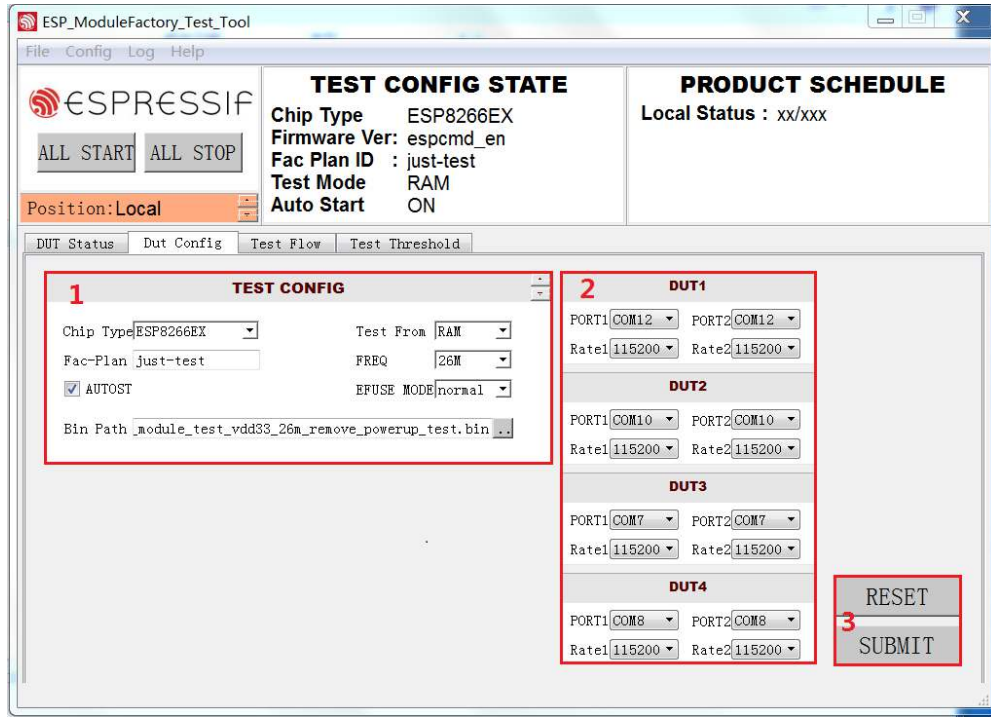 ESP_ModuleFactory_Test_Tool
File Config Log Help
ESPRESSIF
ALL START ALL STOP
Position:Local
TEST CONFIG STATE
Chip Type ESP8266EX
Firmware Ver: espcmd_en
Fac Plan ID : just-test
Test Mode RAM
Auto Start ON
PRODUCT SCHEDULE
Local Status : xx/xxx
DUT Status Dut Config Test Flow Test Threshold
1 TEST CONFIG
Chip Type ESP8266EX Test From RAM
Fac-Plan just-test FREQ 26M
AUTOST EFUSE MODE normal
Bin Path _module_test_vdd33_26m_remove_powerup_test.bin ..
2 DUT1
PORT1 COM12 PORT2 COM12
Rate1 115200 Rate2 115200
DUT2
PORT1 COM10 PORT2 COM10
Rate1 115200 Rate2 115200
DUT3
PORT1 COM7 PORT2 COM7
Rate1 115200 Rate2 115200
DUT4
PORT1 COM8 PORT2 COM8
Rate1 115200 Rate2 115200
RESET
3
SUBMIT